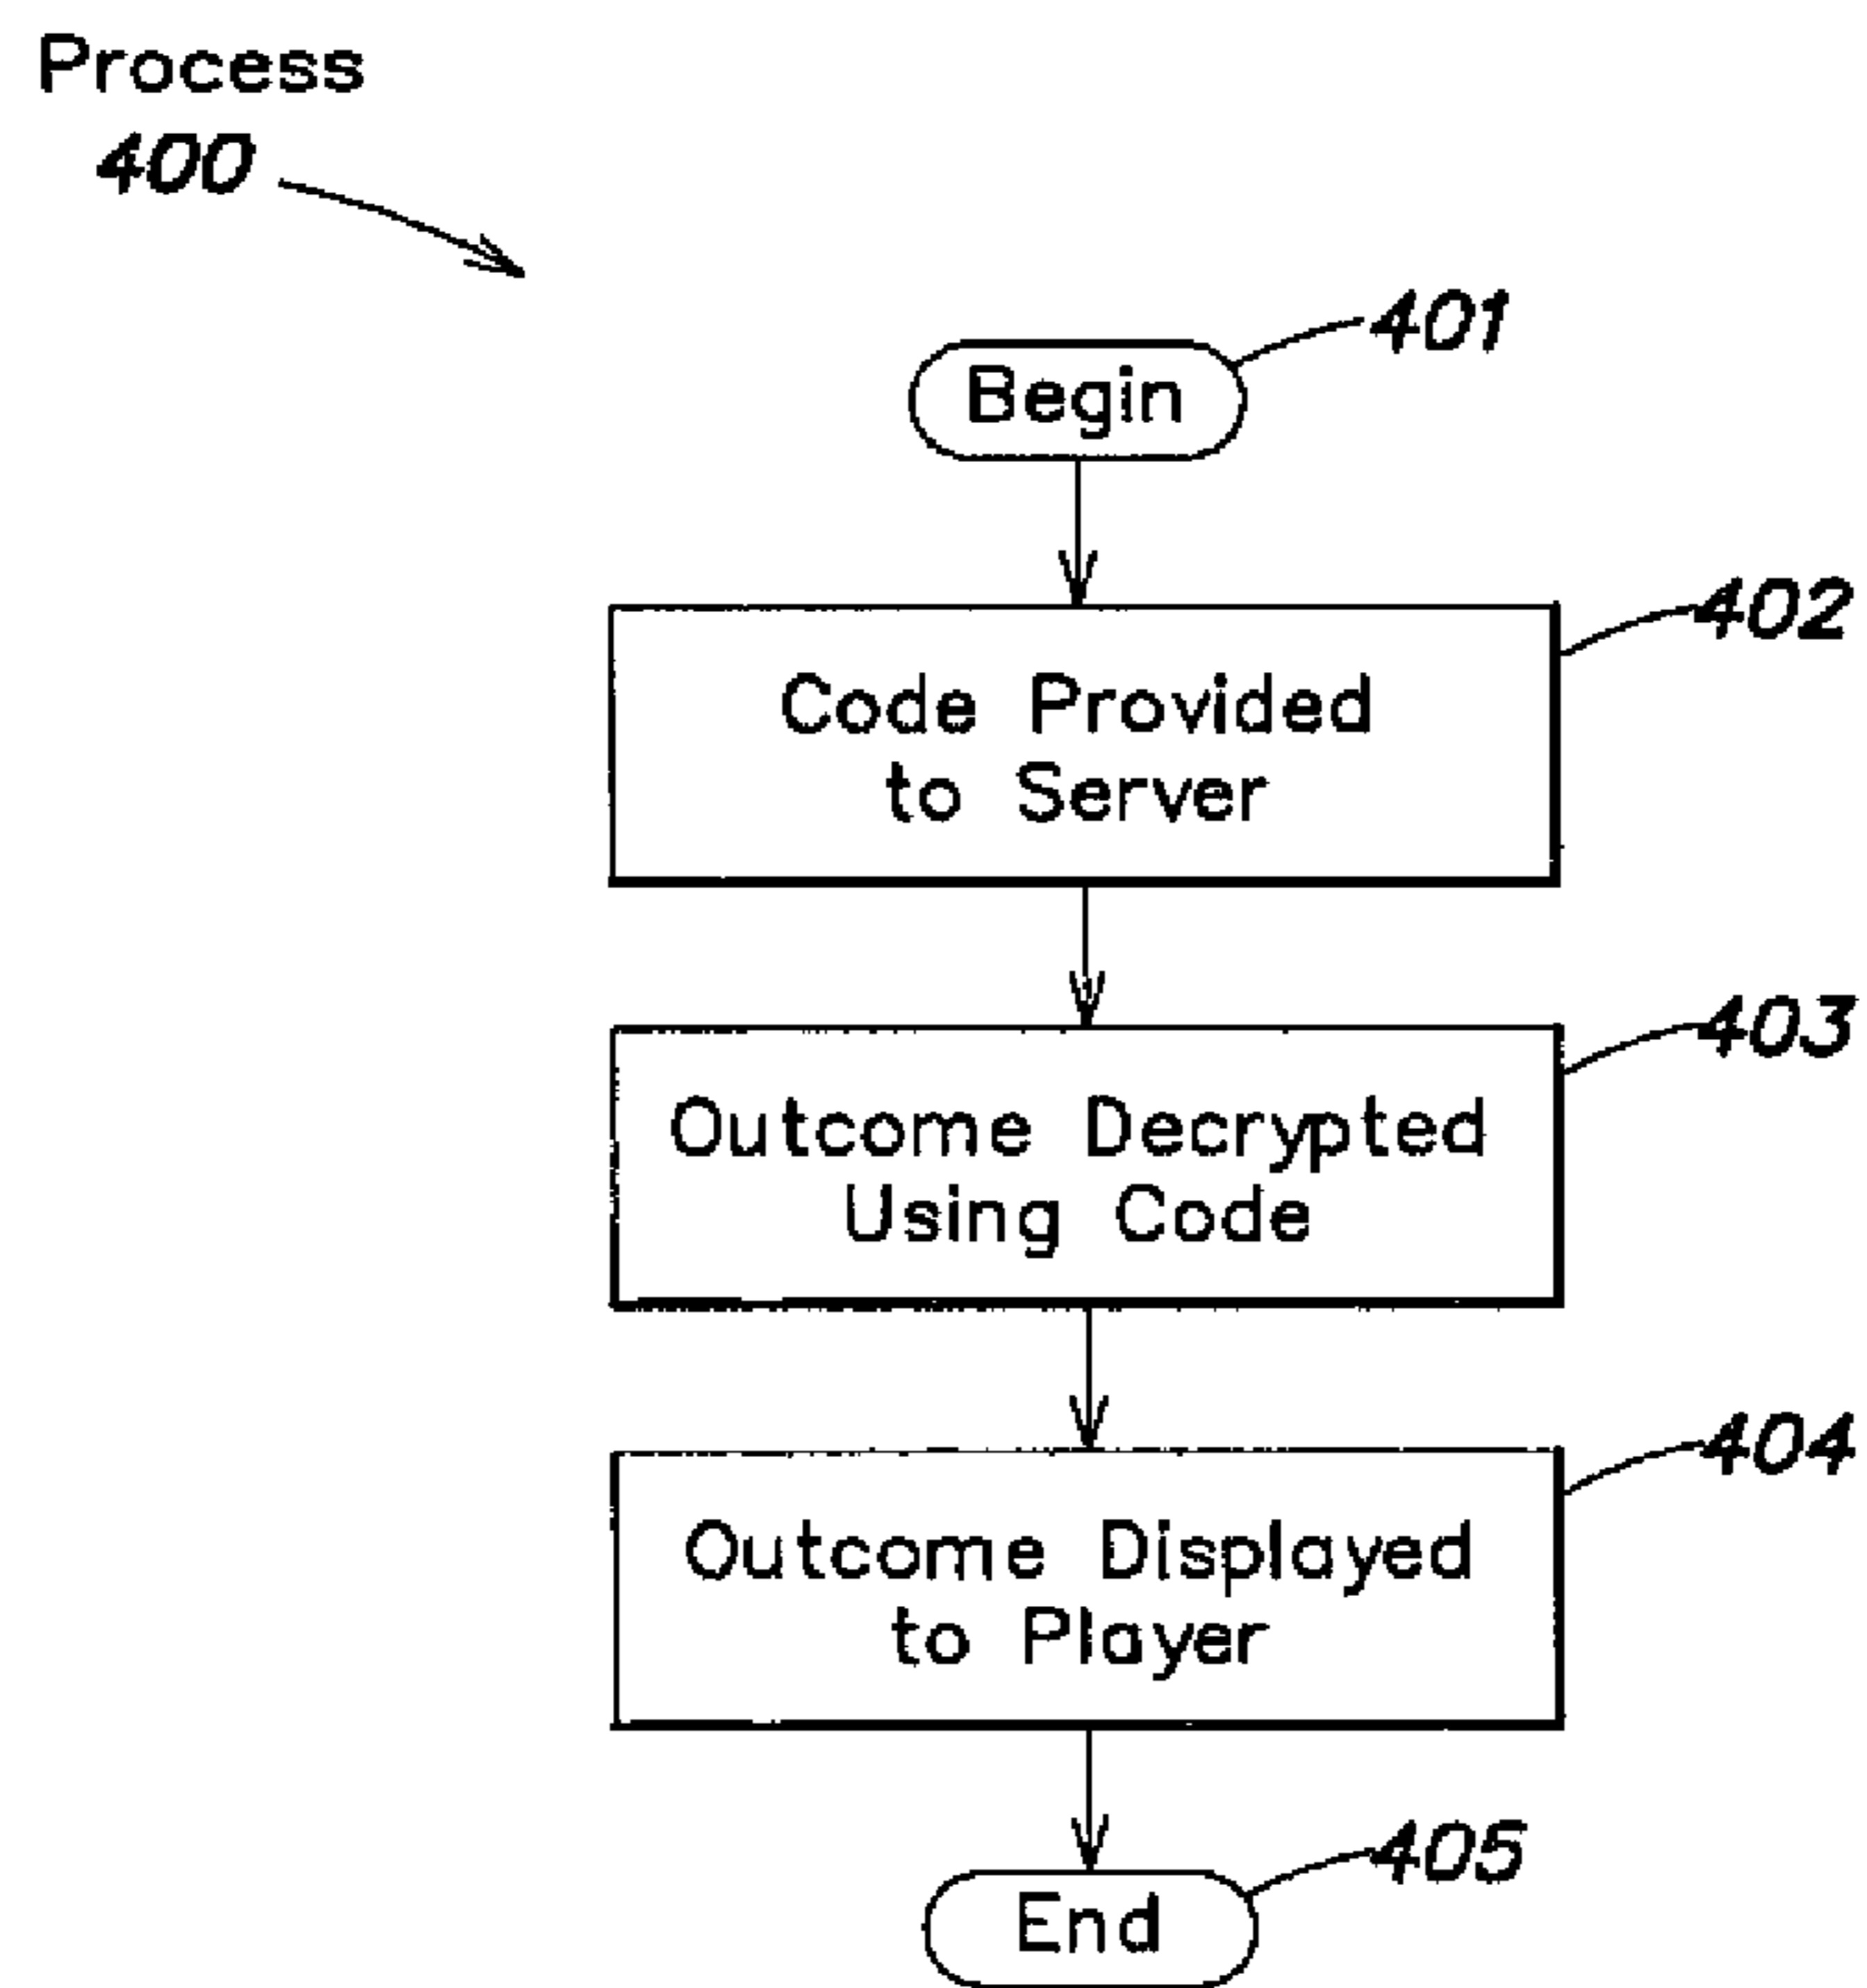 Process
400
401
Begin
402
Code Provided
to Server
403
Outcome Decrypted
Using Code
404
Outcome Displayed
to Player
405
End